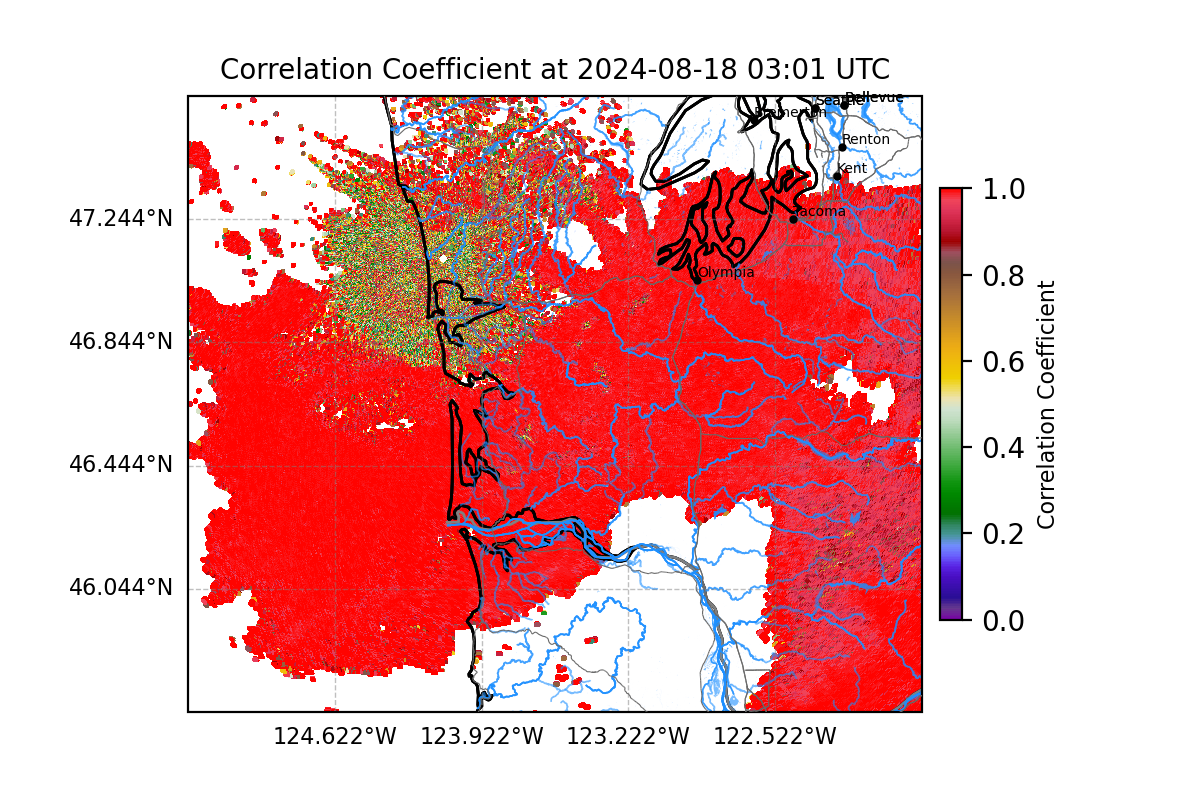 Correlation Coefficient at 2024-08-18 03:01 UTC
Seattle
Bellevue
Bremerton
Renton
Kent
Tacoma
Olympia
47.244°N
46.844°N
46.444°N
46.044°N
124.622°W
123.922°W
123.222°W
122.522°W
1.0
0.8
0.6
0.4
0.2
0.0
Correlation Coefficient